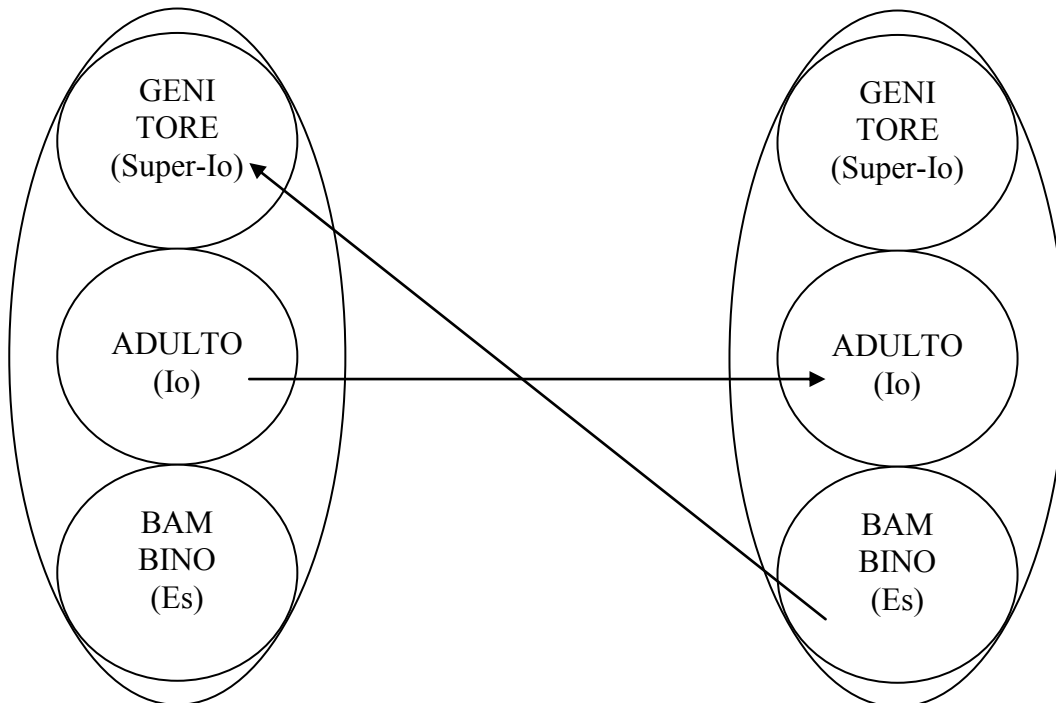 GENI
TORE
(Super-Io)
ADULTO
(Io)
BAM
BINO
(Es)
GENI
TORE
(Super-Io)
ADULTO
(Io)
BAM
BINO
(Es)